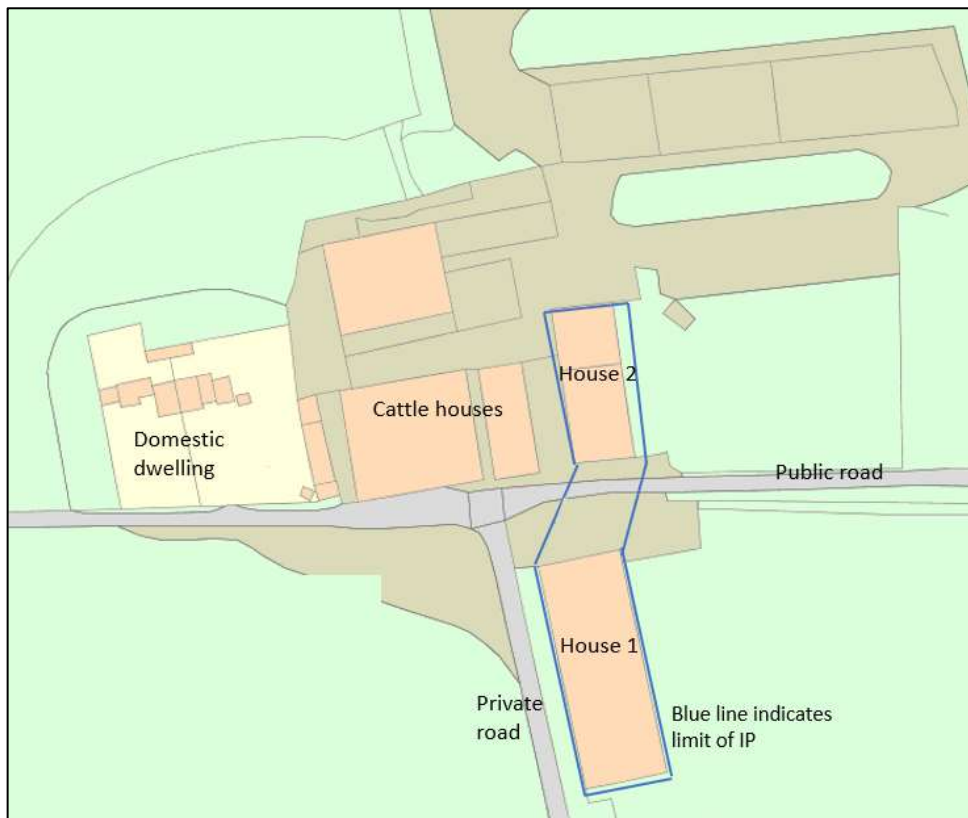 House 2
Cattle houses
Domestic
dwelling
Public road
House 1
Private
road
Blue line indicates
limit of IP